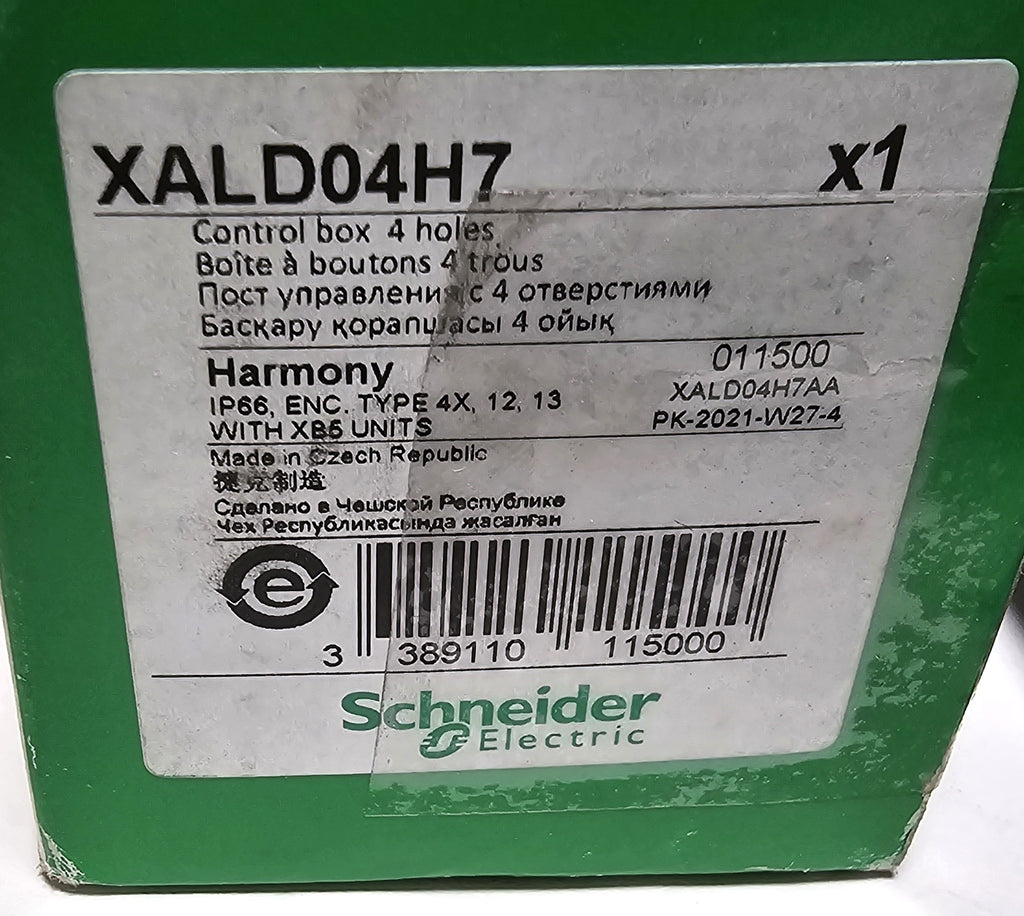 XALD04H7 x1
Control box 4 holes
Boîte à boutons 4 trous
Пост управления с 4 отверстиями
Басқару қорапшасы 4 ойық
Harmony 011500
IP66, ENC. TYPE 4X, 12, 13 XALD04H7AA
WITH XB5 UNITS PK-2021-W27-4
Made in Czech Republic
捷克制造
Сделано в Чешской Республике
Чех Республикасында жасалған
e
3 389110 115000
Schneider
Electric